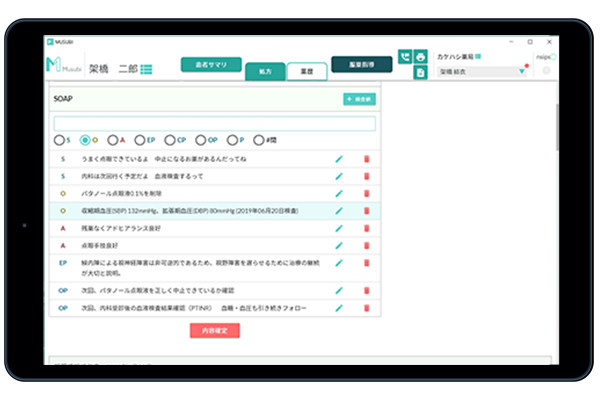 MUSUBI
Musubi
架橋 二郎
患者サマリ
処方
薬歴
服薬指導
カケハシ薬局
架橋 結衣
nsips
SOAP
S O A EP CP OP P #問
S うまく点眼できているよ 中止になるお薬があるんだってね
S 内科は次回行く予定だよ 血液検査するって
O パタノール点眼液0.1%を削除
O 収縮期血圧(SBP) 132mmHg、拡張期血圧(DBP) 80mmHg (2019年06月20日検査)
A 残薬なくアドヒアランス良好
A 点眼手技良好
EP 緑内障による視神経障害は非可逆的であるため、視野障害を遅らせるために治療の継続
が大切と説明。
OP 次回、パタノール点眼液を正しく中止できているか確認
OP 次回、内科受診後の血液検査結果確認（PTINR） 血糖・血圧も引き続きフォロー
内容確定